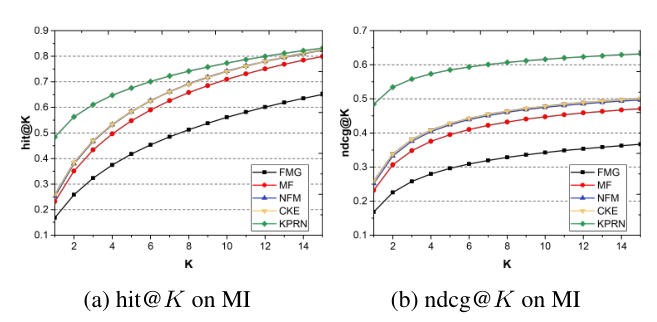 0.9
0.8
0.7
0.6
0.5
0.4
0.3
0.2
0.1
hit@K
2 4 6 8 10 12 14
K
FMG
MF
NFM
CKE
KPRN
(a) hit@K on MI
0.7
0.6
0.5
0.4
0.3
0.2
0.1
ndcg@K
2 4 6 8 10 12 14
K
FMG
MF
NFM
CKE
KPRN
(b) ndcg@K on MI